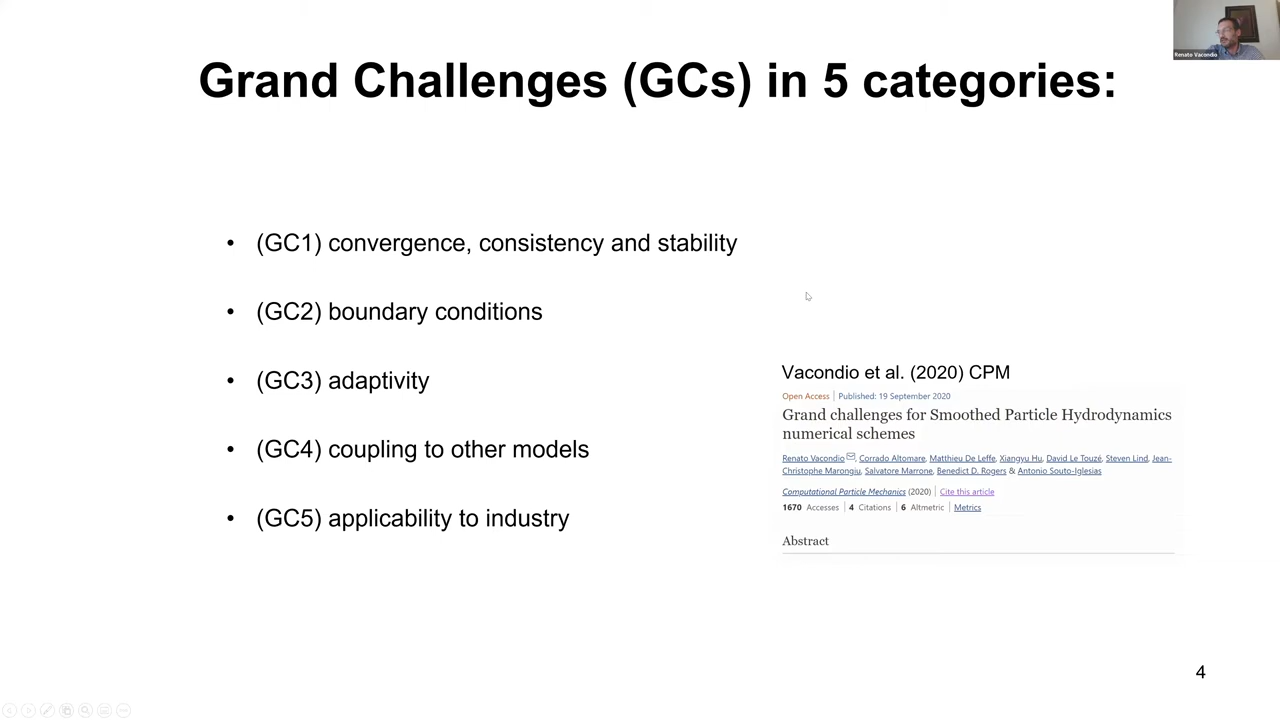 Renato Vacondio
Grand Challenges (GCs) in 5 categories:
• (GC1) convergence, consistency and stability
• (GC2) boundary conditions
• (GC3) adaptivity
• (GC4) coupling to other models
• (GC5) applicability to industry
Vacondio et al. (2020) CPM
Open Access | Published: 19 September 2020
Grand challenges for Smoothed Particle Hydrodynamics
numerical schemes
Renato Vacondio, Corrado Altomare, Matthieu De Leffe, Xiangyu Hu, David Le Touzé, Steven Lind, Jean-
Christophe Marongiu, Salvatore Marrone, Benedict D. Rogers & Antonio Souto-Iglesias
Computational Particle Mechanics (2020) | Cite this article
1670 Accesses | 4 Citations | 6 Altmetric | Metrics
Abstract
4